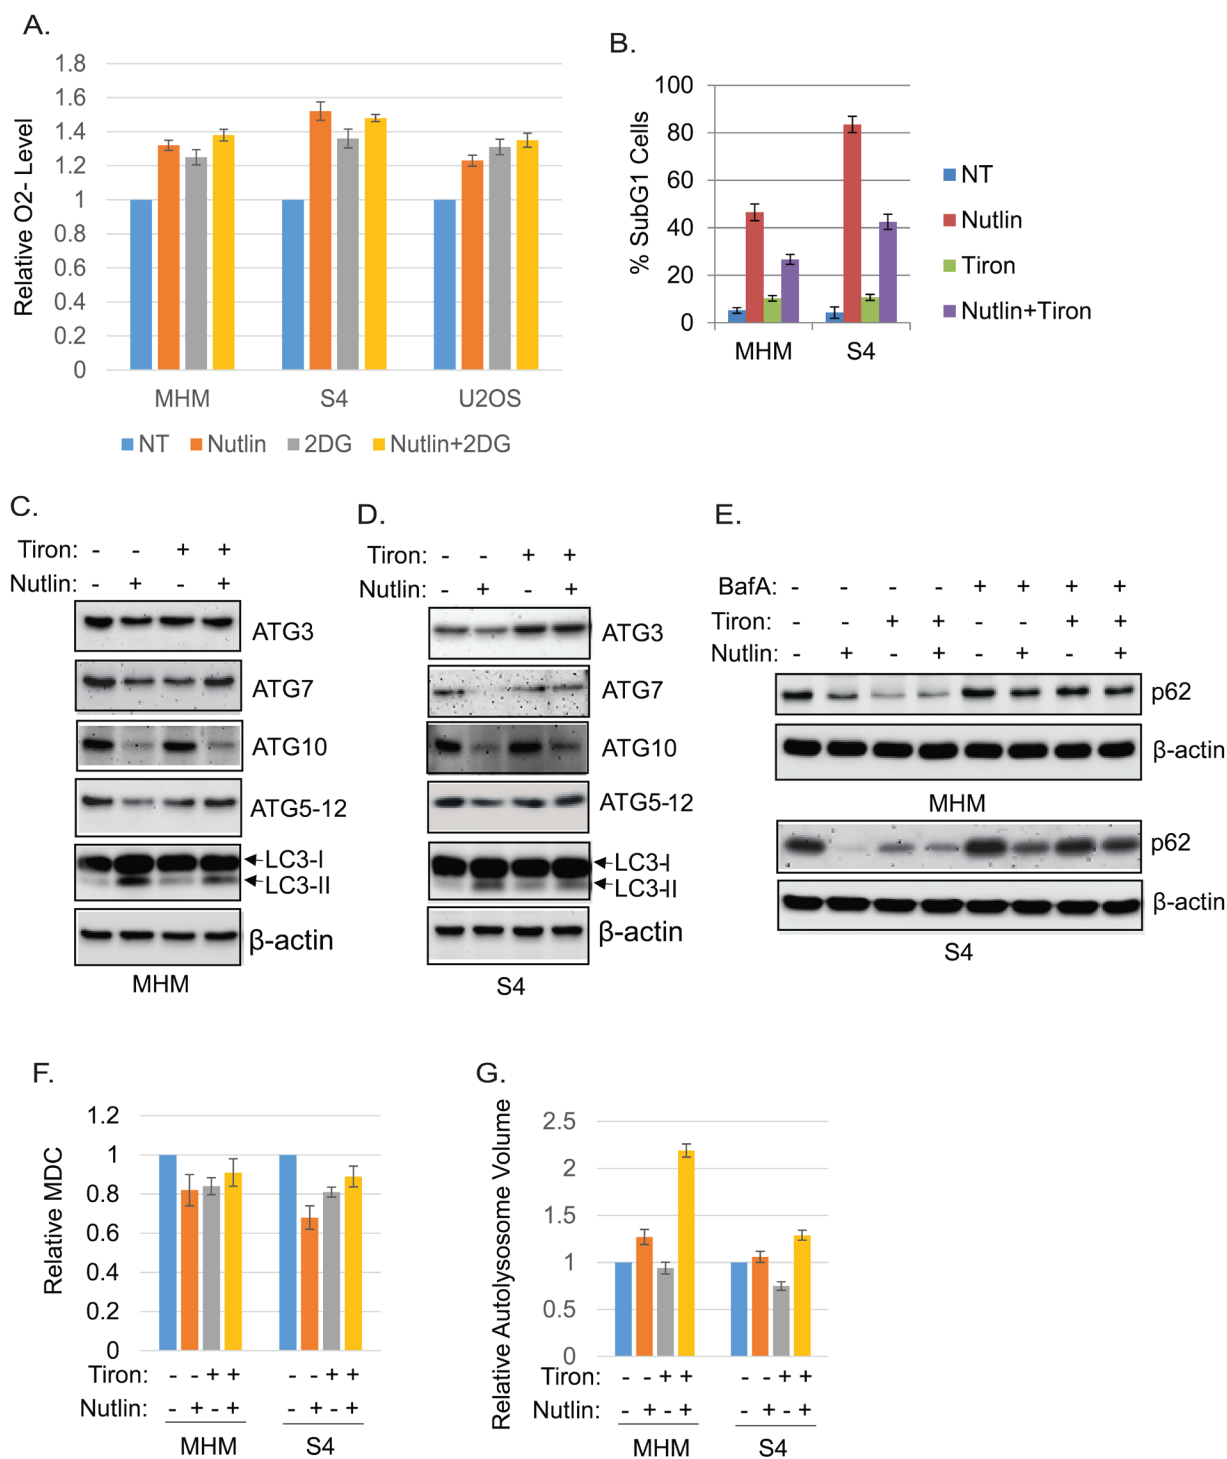 A.
Relative O2- Level
1.8
1.6
1.4
1.2
1
0.8
0.6
0.4
0.2
0
MHM S4 U2OS
NT Nutlin 2DG Nutlin+2DG
B.
% SubG1 Cells
100
80
60
40
20
0
MHM S4
NT
Nutlin
Tiron
Nutlin+Tiron
C.
Tiron: - - + +
Nutlin: - + - +
ATG3
ATG7
ATG10
ATG5-12
LC3-I
LC3-II
β-actin
MHM
D.
Tiron: - - + +
Nutlin: - + - +
ATG3
ATG7
ATG10
ATG5-12
LC3-I
LC3-II
β-actin
S4
E.
BafA: - - - - + + + +
Tiron: - - + + - - + +
Nutlin: - + - + - + - +
p62
β-actin
MHM
p62
β-actin
S4
F.
Relative MDC
1.2
1
0.8
0.6
0.4
0.2
0
Tiron: - - + + - - + +
Nutlin: - + - + - + - +
MHM S4
G.
Relative Autolysosome Volume
2.5
2
1.5
1
0.5
0
Tiron: - - + + - - + +
Nutlin: - + - + - + - +
MHM S4